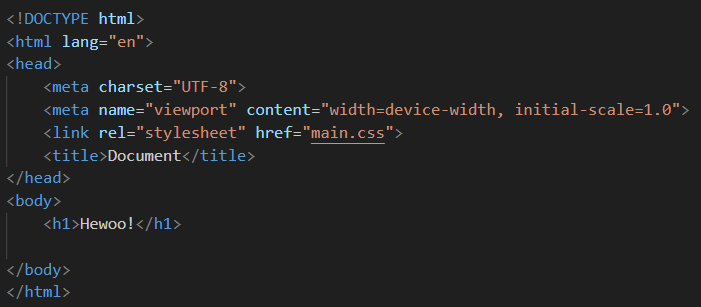 <!DOCTYPE html>
<html lang="en">
<head>
    <meta charset="UTF-8">
    <meta name="viewport" content="width=device-width, initial-scale=1.0">
    <link rel="stylesheet" href="main.css">
    <title>Document</title>
</head>
<body>
    <h1>Hewoo!</h1>
</body>
</html>